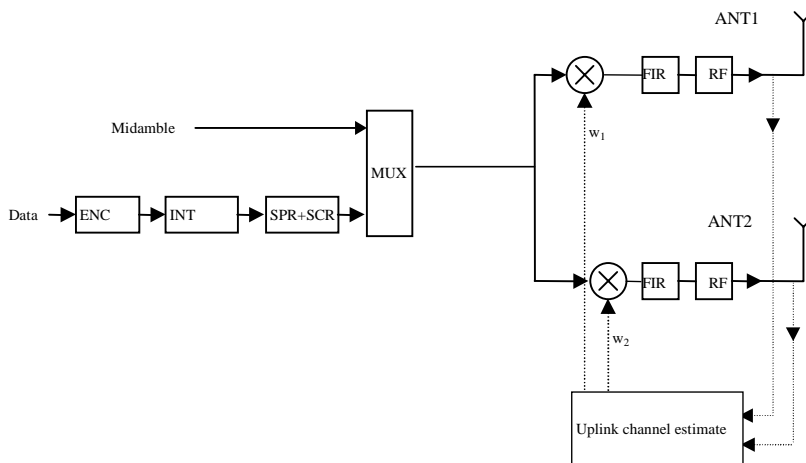 ANT1
FIR
RF
Midamble
w1
MUX
Data
ENC
INT
SPR+SCR
ANT2
FIR
RF
w2
Uplink channel estimate